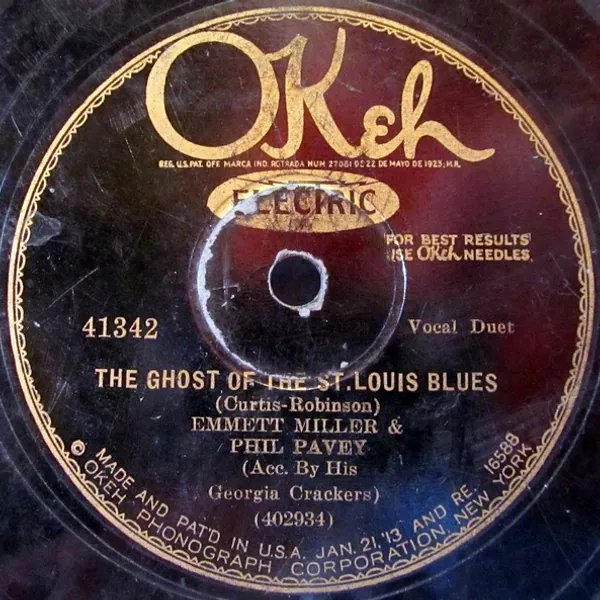 OKeh
REG. U.S. PAT. OFF. MARCA IND. RGTRADA NUM 27081 DE 22 DE MAYO DE 1923; M.R.
ELECTRIC
FOR BEST RESULTS
USE OKeh NEEDLES
41342
Vocal Duet
THE GHOST OF THE ST. LOUIS BLUES
(Curtis-Robinson)
EMMETT MILLER &
PHIL PAVEY
(Acc. By His
Georgia Crackers)
(402934)
© MADE AND PAT'D IN U.S.A. JAN. 21, '13 AND RE. 16588
OKEH PHONOGRAPH CORPORATION, NEW YORK